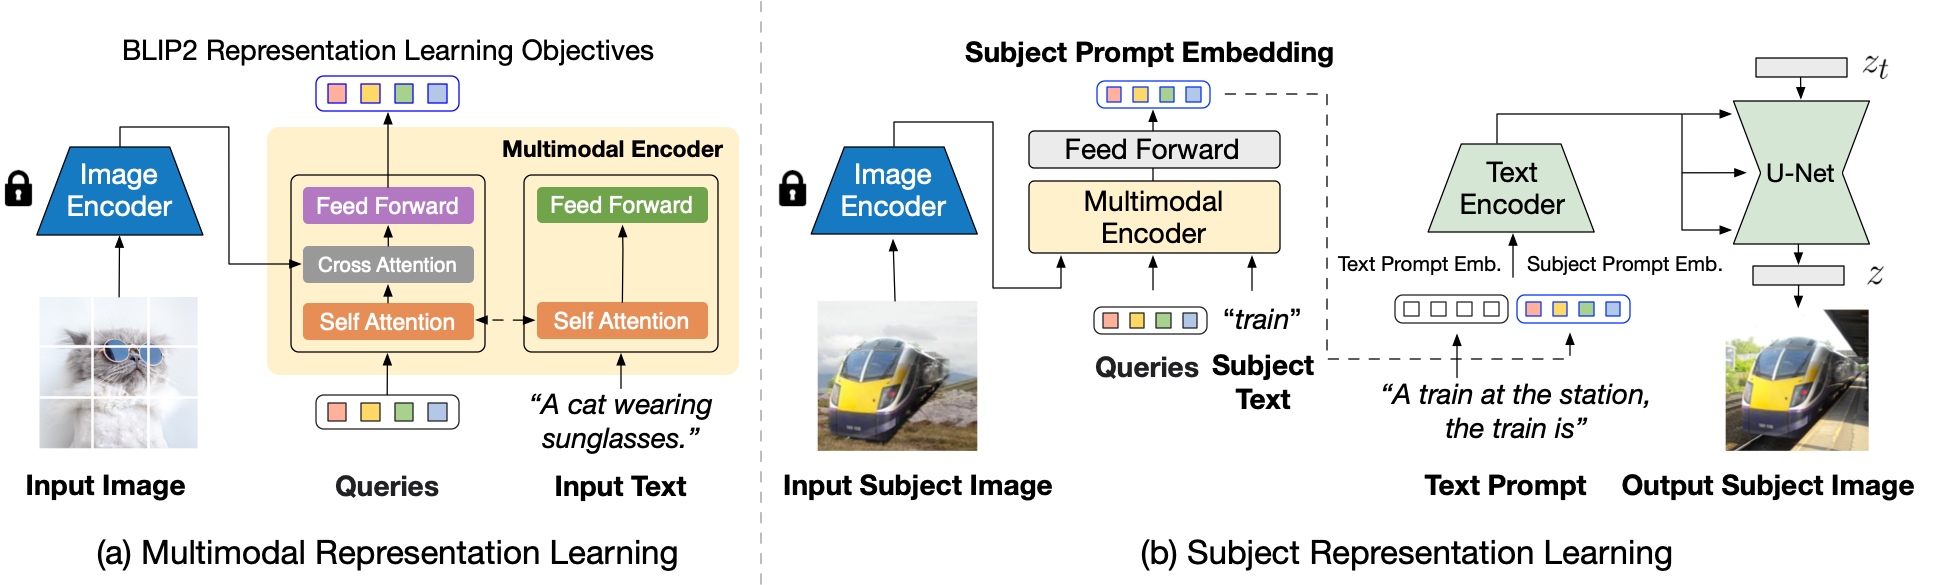 BLIP2 Representation Learning Objectives
Multimodal Encoder
Image
Encoder
Feed Forward
Cross Attention
Self Attention
Feed Forward
Self Attention
"A cat wearing
sunglasses."
Input Image
Queries
Input Text
(a) Multimodal Representation Learning
Subject Prompt Embedding
Image
Encoder
Feed Forward
Multimodal
Encoder
"train"
Queries
Subject
Text
Input Subject Image
Text
Encoder
Text Prompt Emb.
Subject Prompt Emb.
"A train at the station,
the train is"
Text Prompt
z_t
U-Net
z
Output Subject Image
(b) Subject Representation Learning